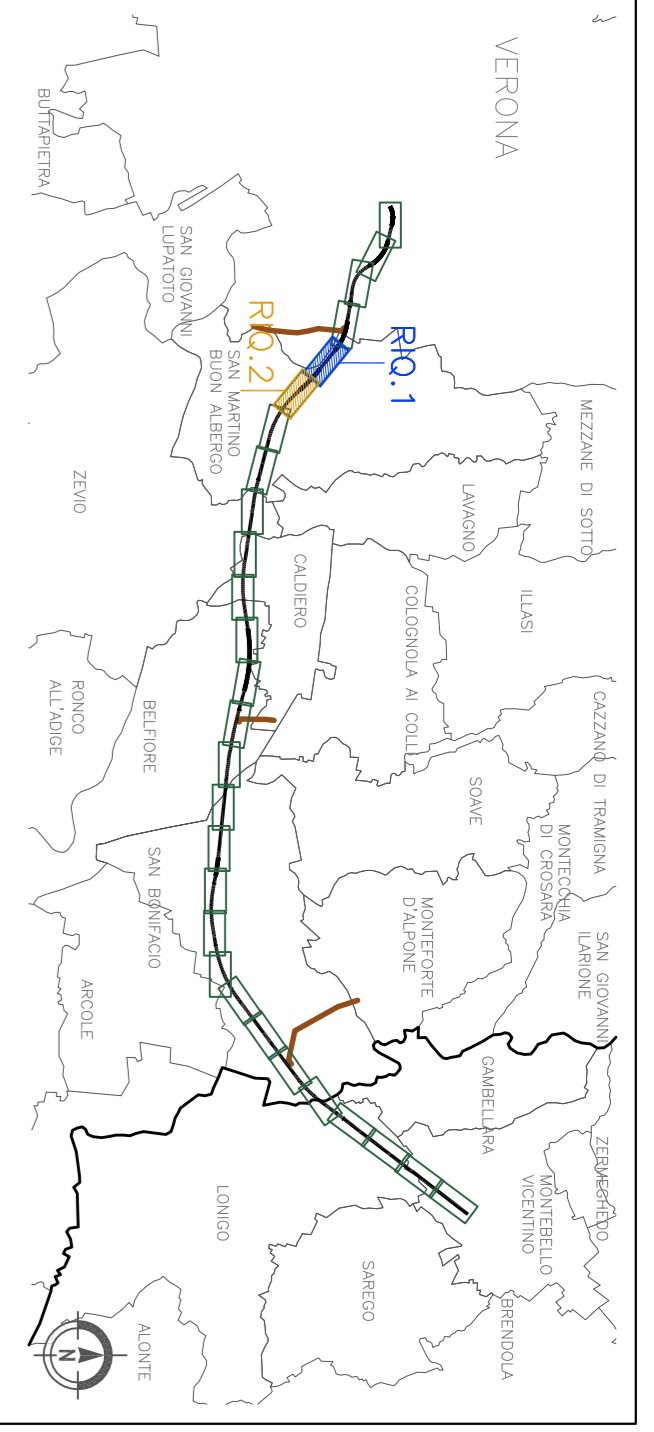 VERONA
BUTTAPIETRA
SAN GIOVANNI
LUPATOTO
RIQ.1
RIQ.2
SAN MARTINO
BUON ALBERGO
ZEVIO
MEZZANE DI SOTTO
LAVAGNO
ILLASI
CALDIERO
COLOGNOLA AI COLLI
CAZZANO DI TRAMIGNA
RONCO
ALL'ADIGE
BELFIORE
SOAVE
MONTECCHIA
DI CROSARA
SAN GIOVANNI
ILARIONE
MONTEFORTE
D'ALPONE
SAN BONIFACIO
ARCOLE
GAMBELLARA
ZERMEGHEDO
MONTEBELLO
VICENTINO
LONIGO
SAREGO
BRENDOLA
ALONTE
N